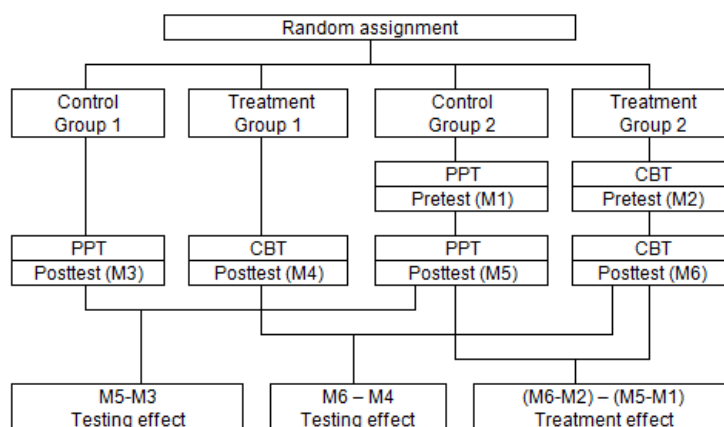 Random assignment
Control
Group 1
Treatment
Group 1
Control
Group 2
Treatment
Group 2
PPT
Pretest (M1)
CBT
Pretest (M2)
PPT
Posttest (M3)
CBT
Posttest (M4)
PPT
Posttest (M5)
CBT
Posttest (M6)
M5-M3
Testing effect
M6 – M4
Testing effect
(M6-M2) – (M5-M1)
Treatment effect